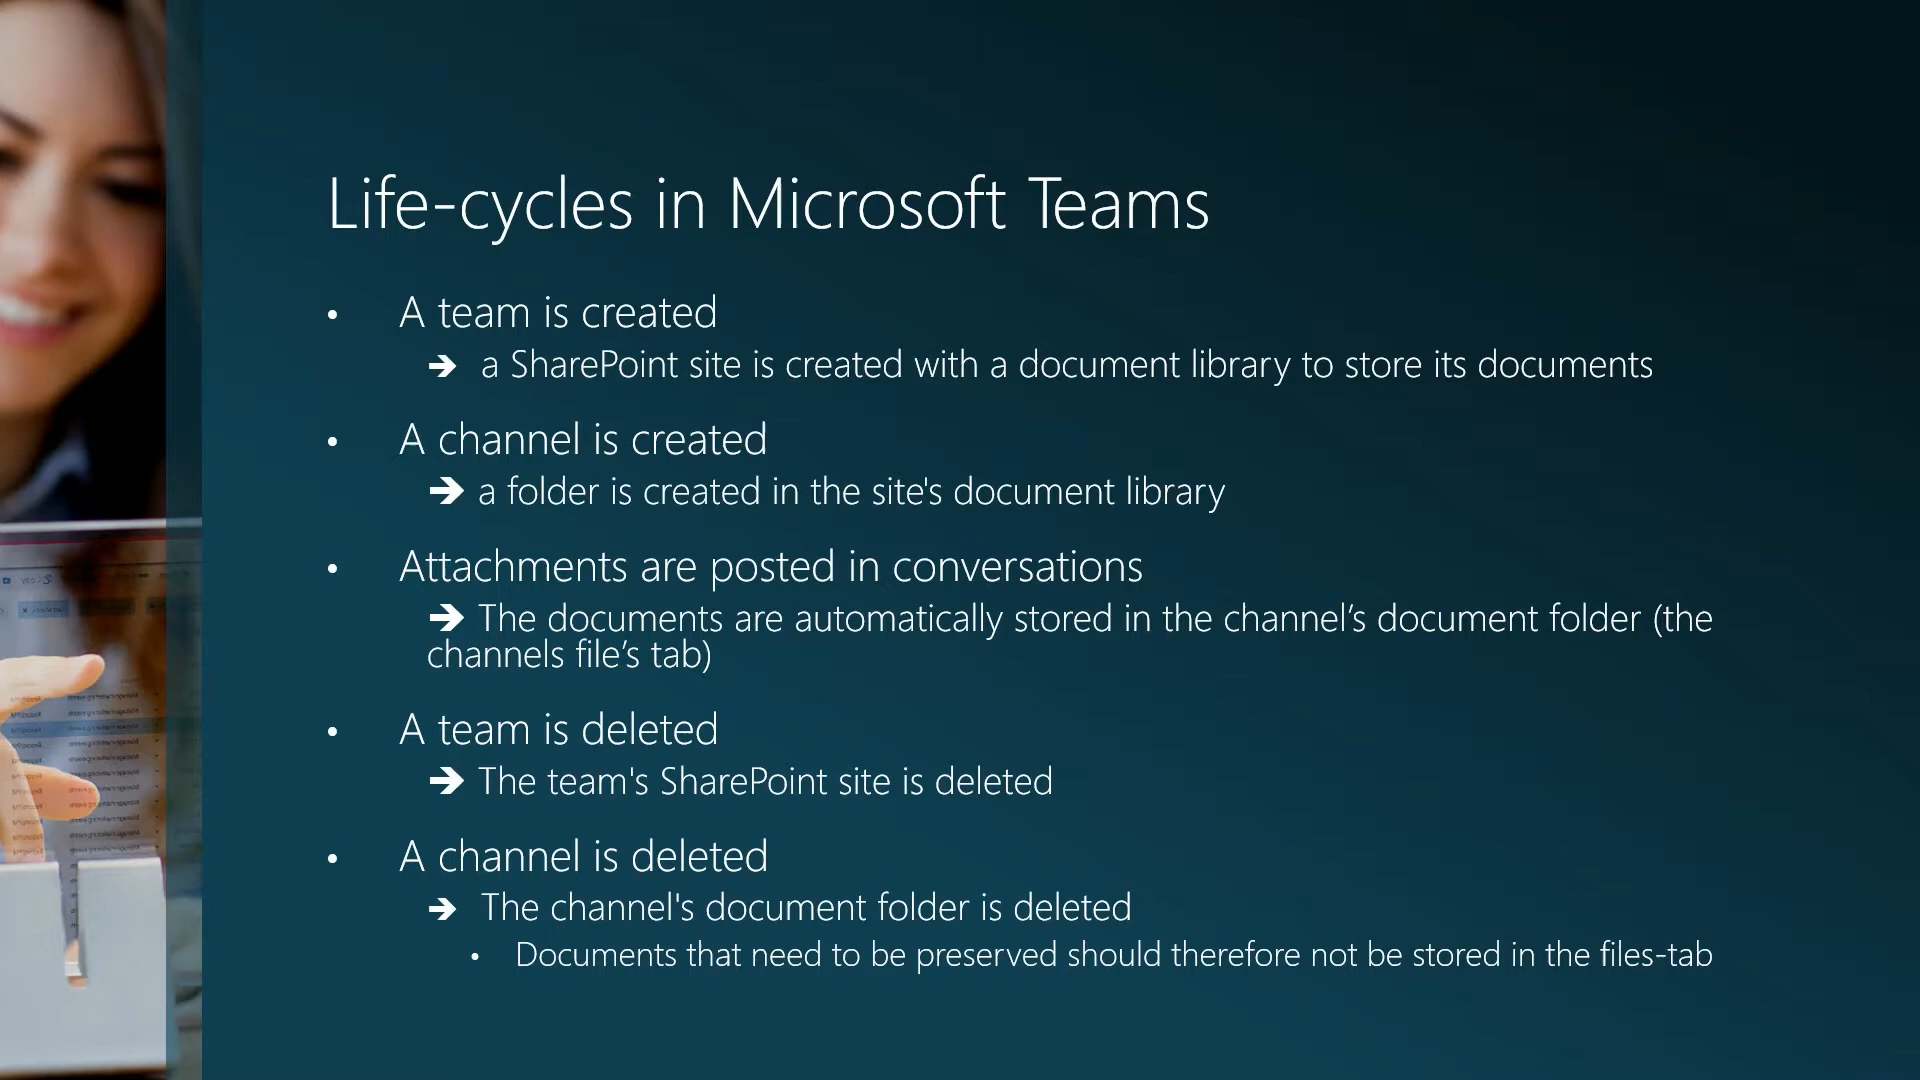 Life-cycles in Microsoft Teams
• A team is created
➔ a SharePoint site is created with a document library to store its documents
• A channel is created
➔ a folder is created in the site's document library
• Attachments are posted in conversations
➔ The documents are automatically stored in the channel’s document folder (the
channels file’s tab)
• A team is deleted
➔ The team's SharePoint site is deleted
• A channel is deleted
➔ The channel's document folder is deleted
• Documents that need to be preserved should therefore not be stored in the files-tab